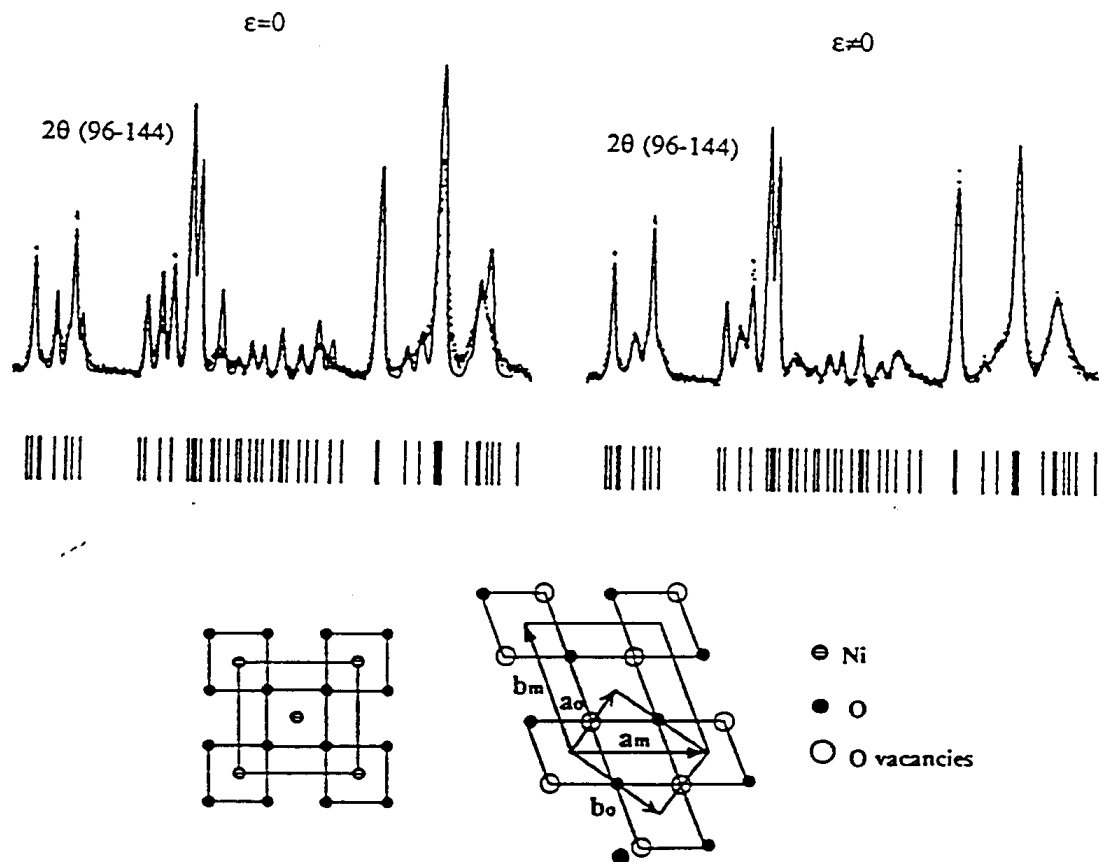 ε=0
ε≠0
2θ (96-144)
2θ (96-144)
bm
ao
am
bo
Ni
O
O vacancies